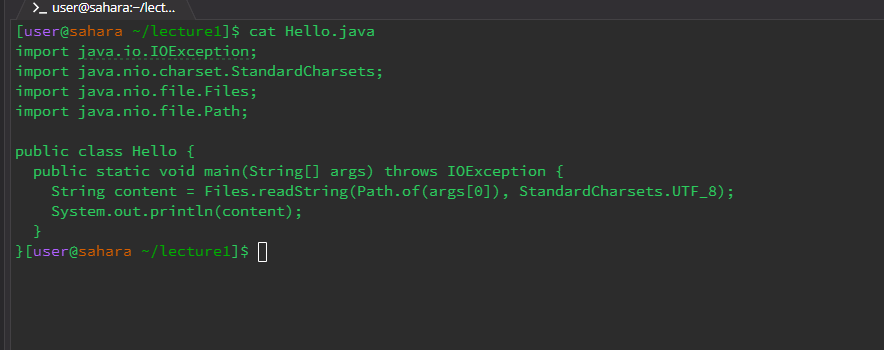 >_ user@sahara:~/lect...
[user@sahara ~/lecture1]$ cat Hello.java
import java.io.IOException;
import java.nio.charset.StandardCharsets;
import java.nio.file.Files;
import java.nio.file.Path;

public class Hello {
  public static void main(String[] args) throws IOException {
    String content = Files.readString(Path.of(args[0]), StandardCharsets.UTF_8);
    System.out.println(content);
  }
}[user@sahara ~/lecture1]$